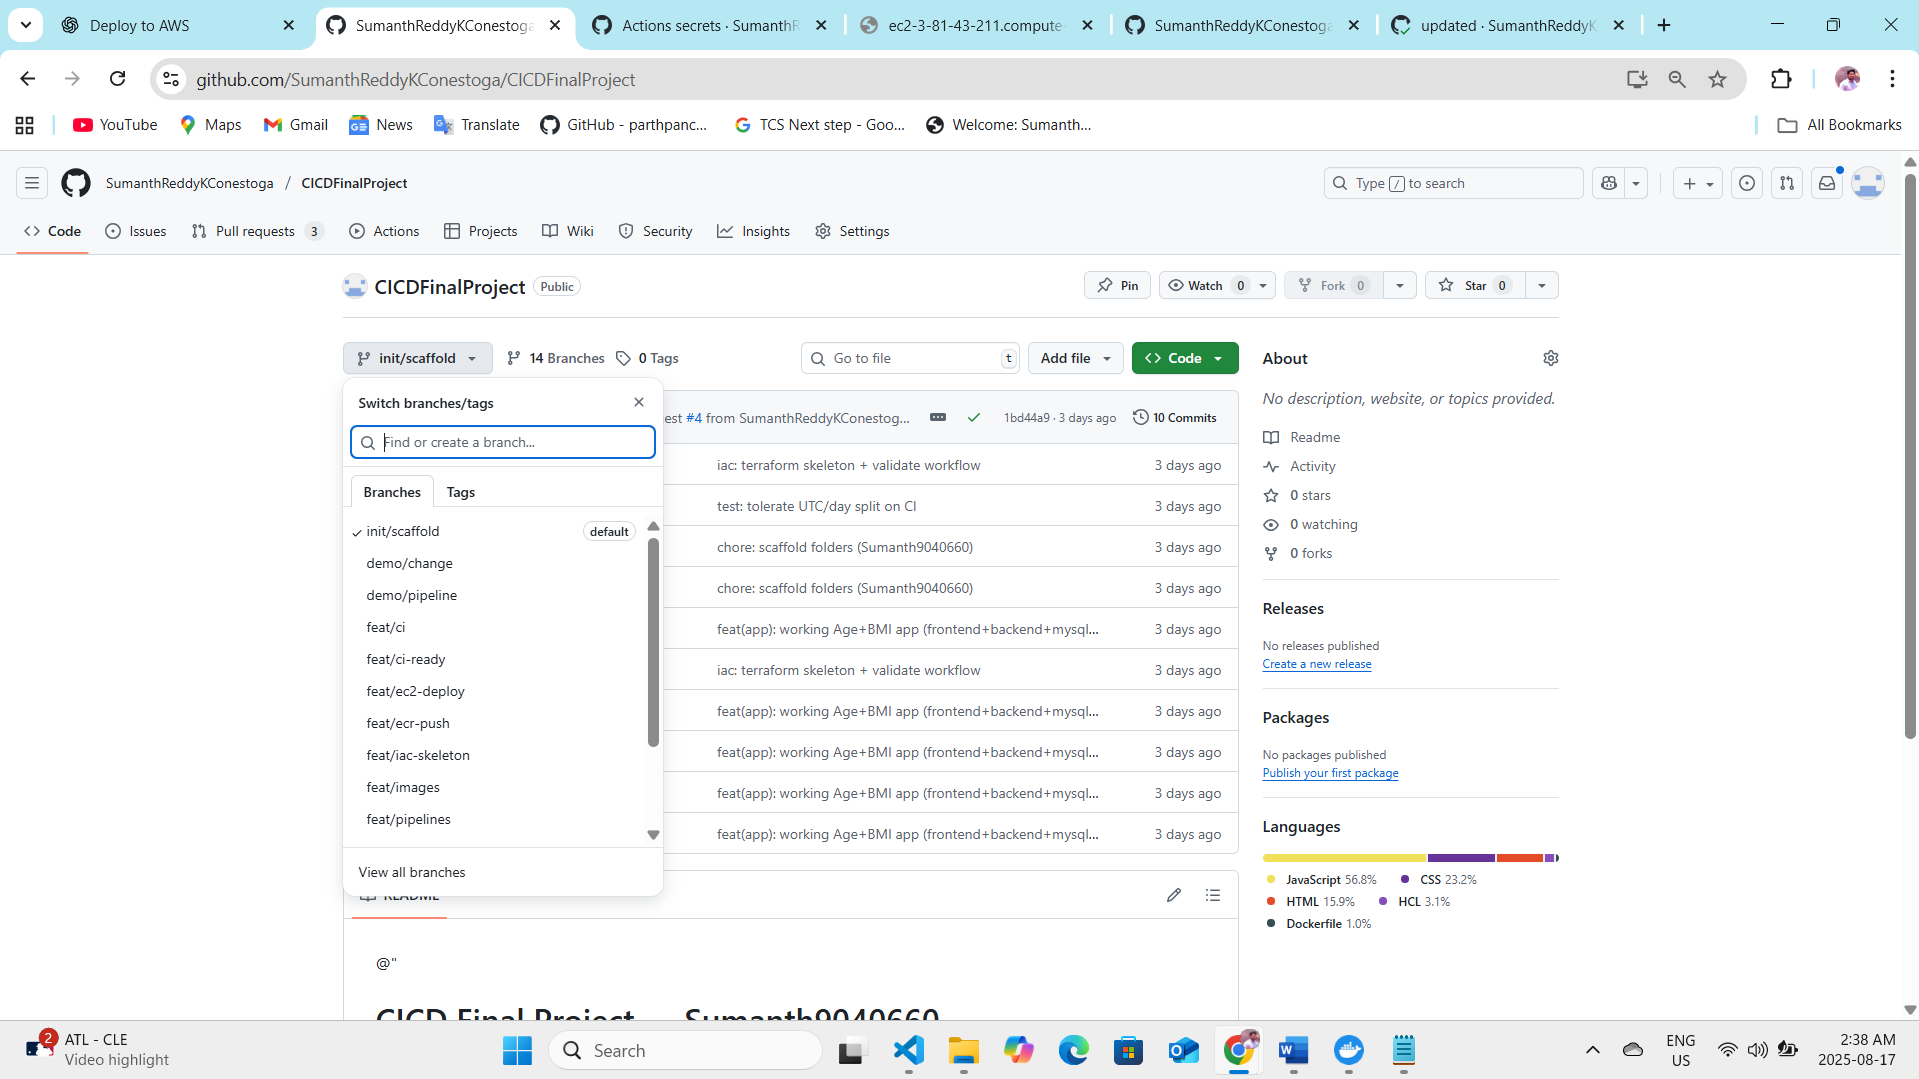 Deploy to AWS
SumanthReddyKConestoga
Actions secrets · SumanthR
ec2-3-81-43-211.compute-
SumanthReddyKConestoga
updated · SumanthReddyK
github.com/SumanthReddyKConestoga/CICDFinalProject
YouTube
Maps
Gmail
News
Translate
GitHub - parthpanc...
TCS Next step - Goo...
Welcome: Sumanth...
All Bookmarks
SumanthReddyKConestoga / CICDFinalProject
Type / to search
Code
Issues
Pull requests 3
Actions
Projects
Wiki
Security
Insights
Settings
CICDFinalProject Public
Pin
Watch 0
Fork 0
Star 0
init/scaffold
14 Branches
0 Tags
Go to file t
Add file
Code
Switch branches/tags
Find or create a branch...
Branches
Tags
init/scaffold default
demo/change
demo/pipeline
feat/ci
feat/ci-ready
feat/ec2-deploy
feat/ecr-push
feat/iac-skeleton
feat/images
feat/pipelines
View all branches
est #4 from SumanthReddyKConestog...
1bd44a9 · 3 days ago
10 Commits
iac: terraform skeleton + validate workflow 3 days ago
test: tolerate UTC/day split on CI 3 days ago
chore: scaffold folders (Sumanth9040660) 3 days ago
chore: scaffold folders (Sumanth9040660) 3 days ago
feat(app): working Age+BMI app (frontend+backend+mysql... 3 days ago
iac: terraform skeleton + validate workflow 3 days ago
feat(app): working Age+BMI app (frontend+backend+mysql... 3 days ago
feat(app): working Age+BMI app (frontend+backend+mysql... 3 days ago
feat(app): working Age+BMI app (frontend+backend+mysql... 3 days ago
feat(app): working Age+BMI app (frontend+backend+mysql... 3 days ago
README
@"
CICD Final Project — Sumanth9040660
About
No description, website, or topics provided.
Readme
Activity
0 stars
0 watching
0 forks
Releases
No releases published
Create a new release
Packages
No packages published
Publish your first package
Languages
JavaScript 56.8%
CSS 23.2%
HTML 15.9%
HCL 3.1%
Dockerfile 1.0%
2
ATL - CLE
Video highlight
Search
ENG
US
2:38 AM
2025-08-17